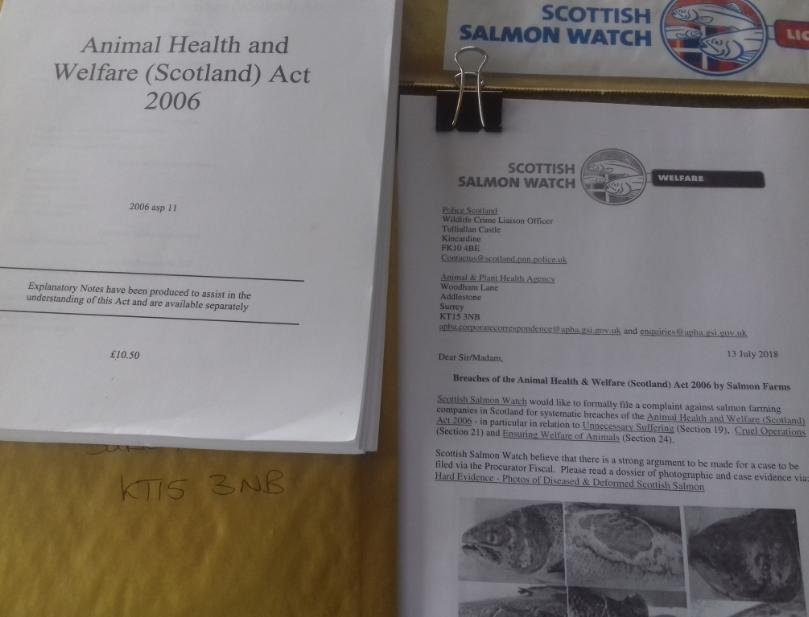 Animal Health and
Welfare (Scotland) Act
2006
2006 asp 11
Explanatory Notes have been produced to assist in the
understanding of this Act and are available separately
£10.50
KT15 3NB
SCOTTISH
SALMON WATCH
LIC
SCOTTISH
SALMON WATCH
WELFARE
Police Scotland
Wildlife Crime Liaison Officer
Tulliallan Castle
Kincardine
FK10 4BE
Contactus@scotland.pnn.police.uk
Animal & Plant Health Agency
Woodham Lane
Addlestone
Surrey
KT15 3NB
apha.corporatecorrespondence@apha.gsi.gov.uk and enquiries@apha.gsi.gov.uk
13 July 2018
Dear Sir/Madam,
Breaches of the Animal Health & Welfare (Scotland) Act 2006 by Salmon Farms
Scottish Salmon Watch would like to formally file a complaint against salmon farming
companies in Scotland for systematic breaches of the Animal Health and Welfare (Scotland)
Act 2006 - in particular in relation to Unnecessary Suffering (Section 19), Cruel Operations
(Section 21) and Ensuring Welfare of Animals (Section 24).
Scottish Salmon Watch believe that there is a strong argument to be made for a case to be
filed via the Procurator Fiscal. Please read a dossier of photographic and case evidence via:
Hard Evidence - Photos of Diseased & Deformed Scottish Salmon